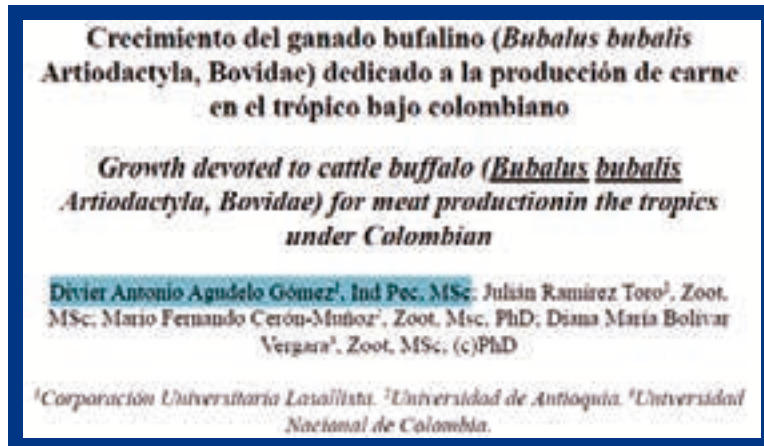 Crecimiento del ganado bufalino (Bubalus bubalis
Artiodactyla, Bovidae) dedicado a la producción de carne
en el trópico bajo colombiano
Growth devoted to cattle buffalo (Bubalus bubalis
Artiodactyla, Bovidae) for meat productionin the tropics
under Colombian
Divier Antonio Agudelo Gómez¹, Ind Pec, MSc; Julián Ramírez Toro², Zoot,
MSc; Mario Fernando Cerón-Muñoz², Zoot, Msc, PhD; Diana María Bolívar
Vergara³, Zoot, MSc, (c)PhD
¹Corporación Universitaria Lasallista. ²Universidad de Antioquia. ³Universidad
Nacional de Colombia.